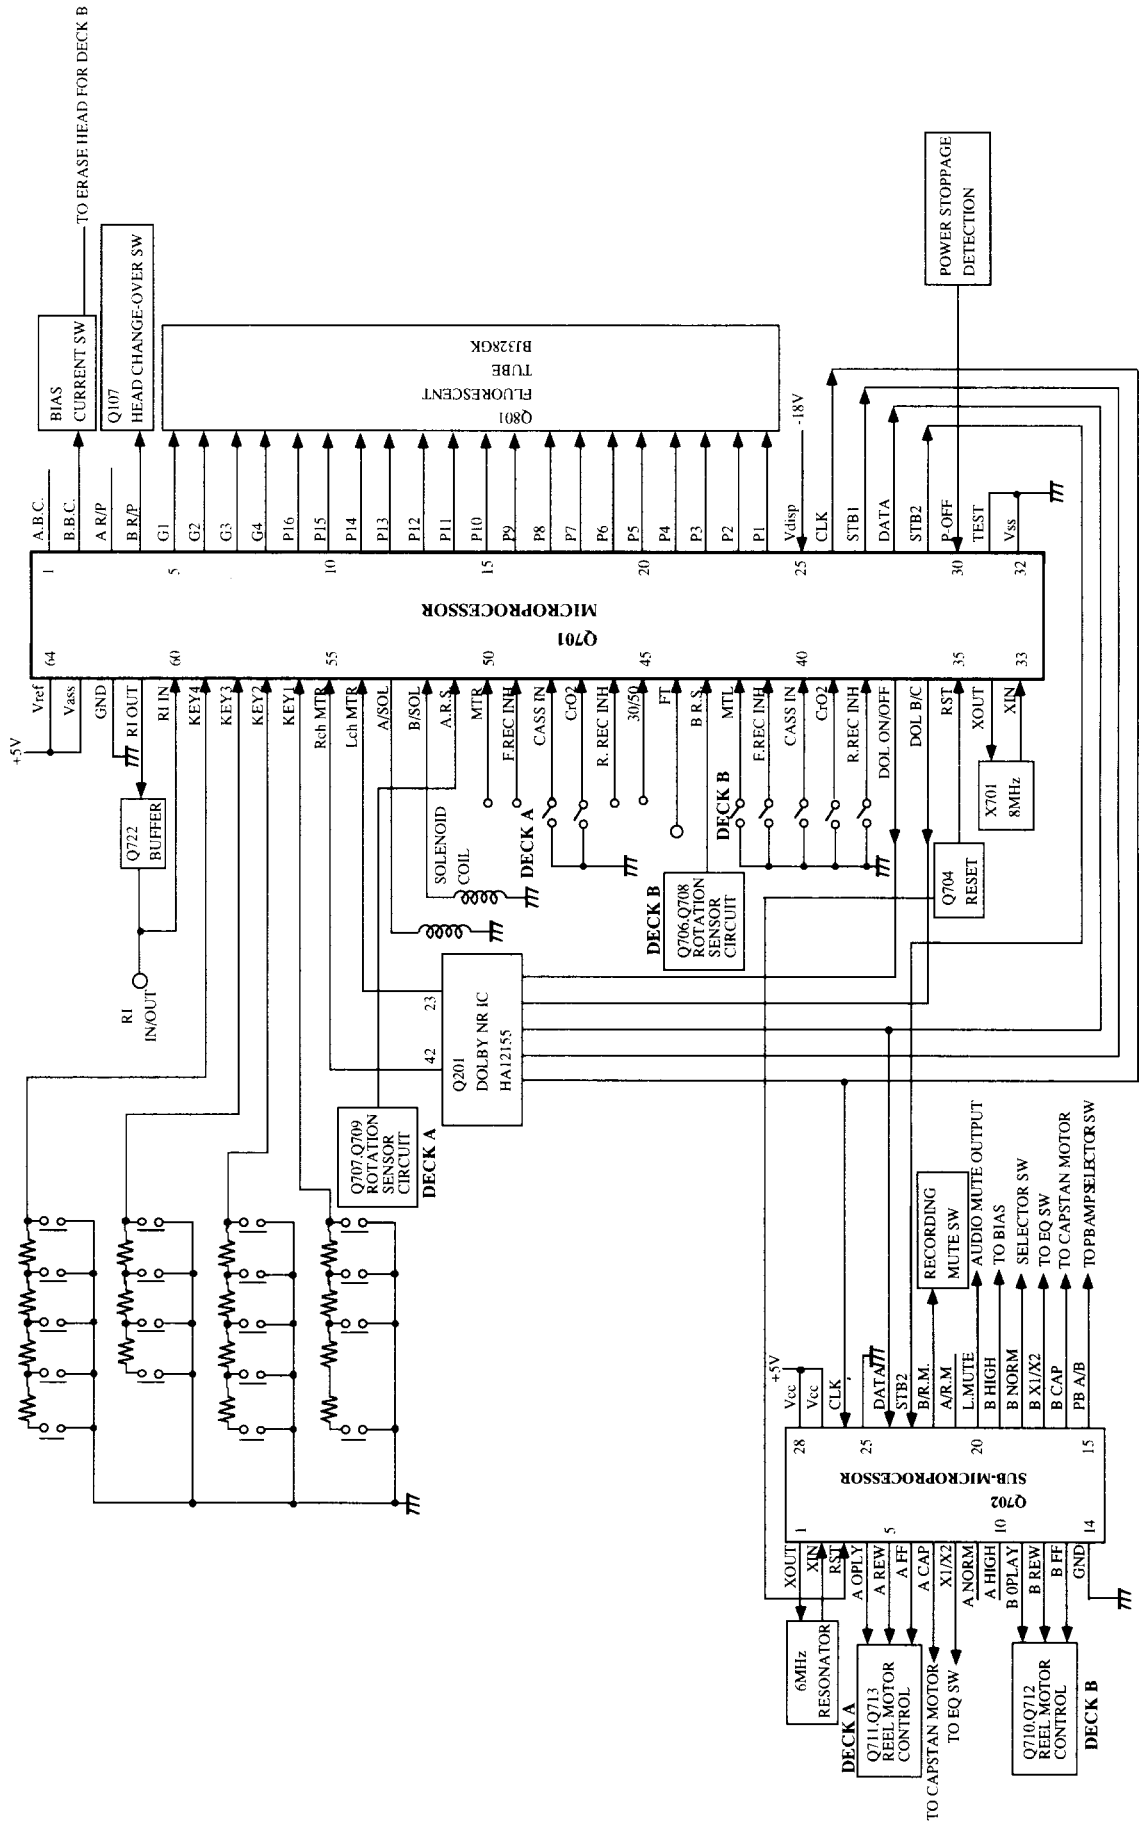 TO ERASE HEAD FOR DECK B
BIAS
CURRENT SW
Q107
HEAD CHANGE-OVER SW
Q801
FLUORESCENT
TUBE
BJ328GK
POWER STOPPAGE
DETECTION
A.B.C.
B.B.C.
A R/P
B R/P
G1
G2
G3
G4
P16
P15
P14
P13
P12
P11
P10
P9
P8
P7
P6
P5
P4
P3
P2
P1
Vdisp
-18V
CLK
STB1
DATA
STB2
P-OFF
TEST
Vss
1
5
10
15
20
25
30
32
Q701
MICROPROCESSOR
64
60
55
50
45
40
35
33
+5V
Vref
Vass
GND
RI OUT
RI IN
KEY4
KEY3
KEY2
KEY1
Rch MTR
Lch MTR
A/SOL
B/SOL
A.R.S.
MTR
F.REC INH
CASS IN
CrO2
R. REC INH
30/50
FT
B R.S.
MTL
F.REC INH
CASS IN
CrO2
R.REC INH
DOL ON/OFF
DOL B/C
RST
XOUT
XIN
Q722
BUFFER
RI
IN/OUT
SOLENOID
COIL
DECK A
DECK B
DECK B
Q706.Q708
ROTATION
SENSOR
CIRCUIT
Q704
RESET
X701
8MHz
23
42
Q201
DOLBY NR IC
HA12155
Q707.Q709
ROTATION
SENSOR
CIRCUIT
DECK A
RECORDING
MUTE SW
AUDIO MUTE OUTPUT
TO BIAS
SELECTOR SW
TO EQ SW
TO CAPSTAN MOTOR
TO PB AMP SELECTOR SW
+5V
Vcc
Vcc
CLK
DATA
STB2
B/R.M.
A/R.M
L.MUTE
B HIGH
B NORM
B X1/X2
B CAP
PB A/B
28
25
20
15
Q702
SUB-MICROPROCESSOR
1
5
10
14
XOUT
XIN
RST
A OPLY
A REW
A FF
A CAP
X1/X2
A NORM
A HIGH
B 0PLAY
B REW
B FF
GND
6MHz
RESONATOR
DECK A
Q711.Q713
REEL MOTOR
CONTROL
TO CAPSTAN MOTOR
TO EQ SW
Q710.Q712
REEL MOTOR
CONTROL
DECK B